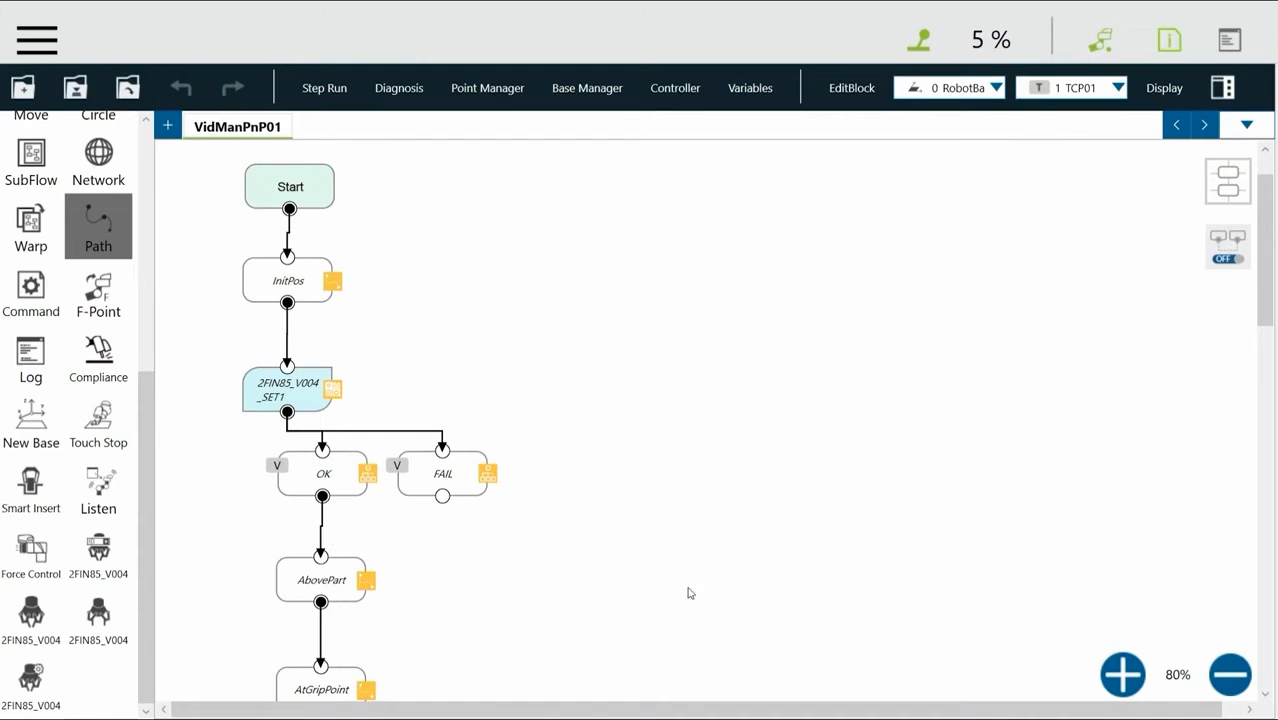 5 %
Step Run
Diagnosis
Point Manager
Base Manager
Controller
Variables
EditBlock
0 RobotBa
T 1 TCP01
Display
Move
Circle
VidManPnP01
SubFlow
Network
Warp
Path
Command
F-Point
Log
Compliance
New Base
Touch Stop
Smart Insert
Listen
Force Control
2FIN85_V004
2FIN85_V004
2FIN85_V004
2FIN85_V004
Start
InitPos
2FIN85_V004
_SET1
V
OK
V
FAIL
AbovePart
AtGripPoint
OFF
80%